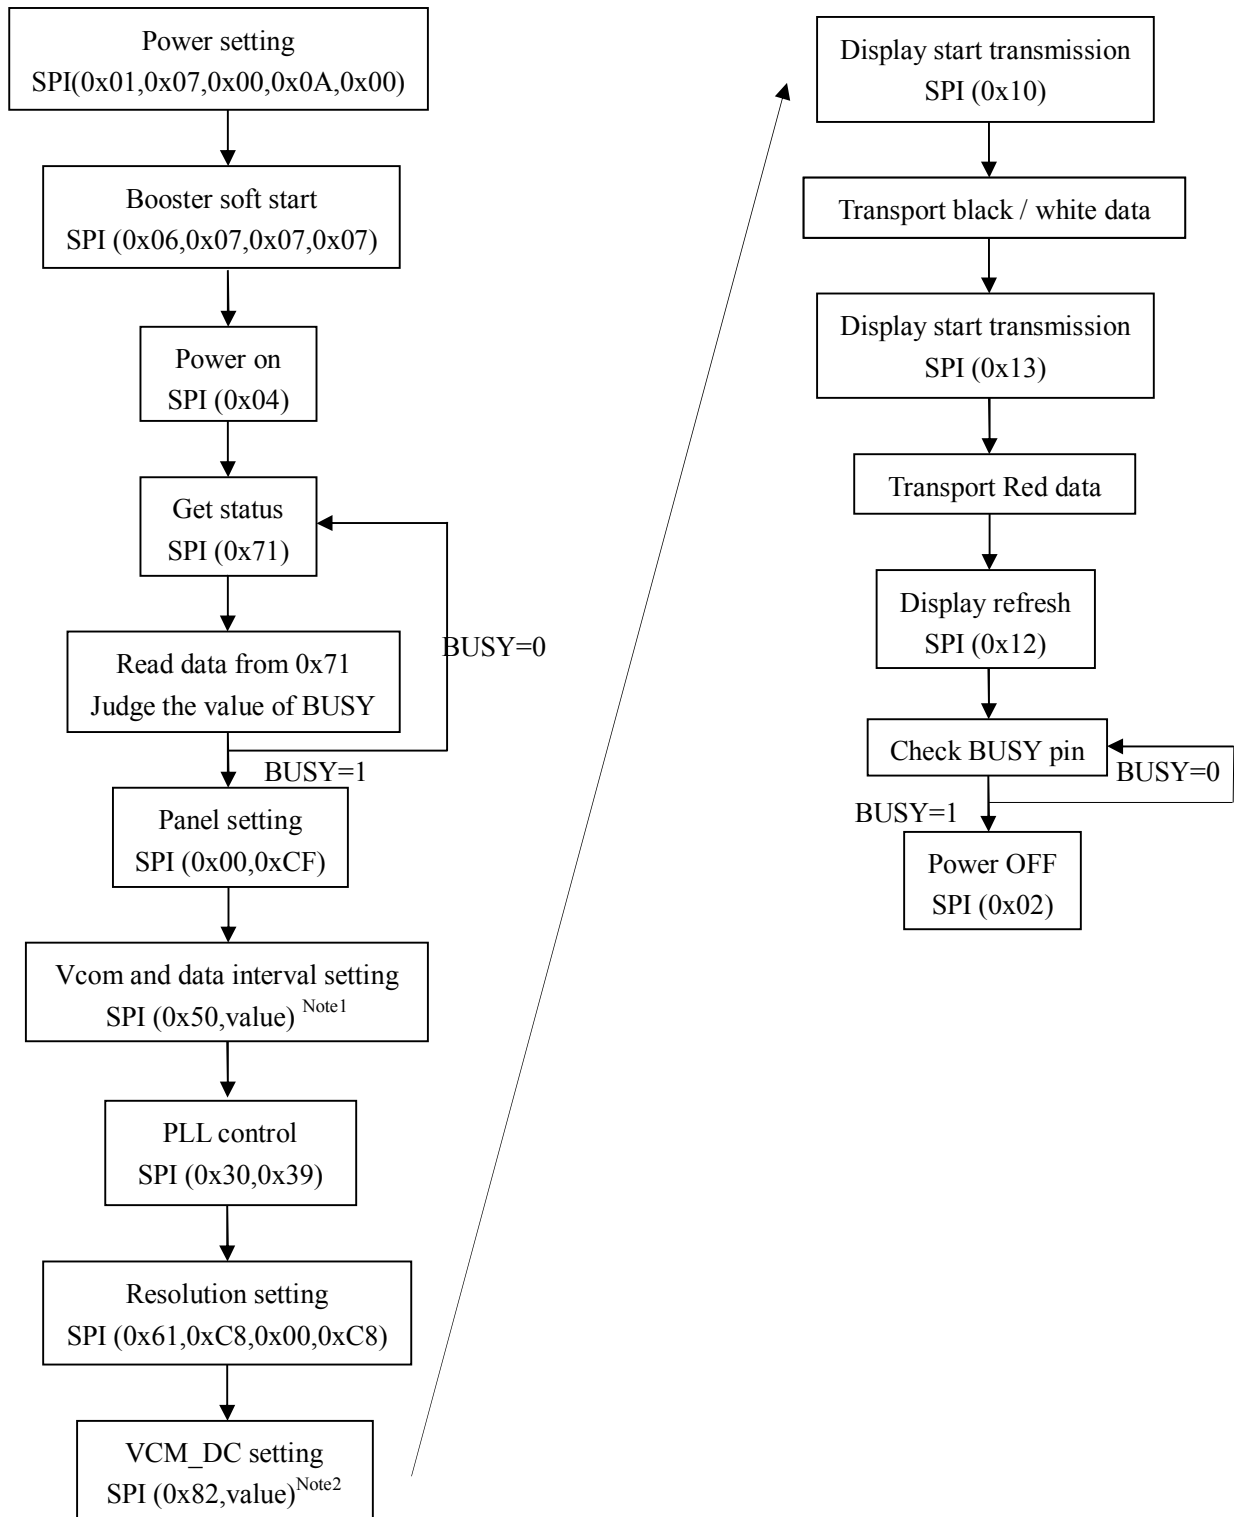 Power setting
SPI(0x01,0x07,0x00,0x0A,0x00)
Booster soft start
SPI (0x06,0x07,0x07,0x07)
Power on
SPI (0x04)
Get status
SPI (0x71)
Read data from 0x71
Judge the value of BUSY
BUSY=0
BUSY=1
Panel setting
SPI (0x00,0xCF)
Vcom and data interval setting
SPI (0x50,value) Note1
PLL control
SPI (0x30,0x39)
Resolution setting
SPI (0x61,0xC8,0x00,0xC8)
VCM_DC setting
SPI (0x82,value)Note2
Display start transmission
SPI (0x10)
Transport black / white data
Display start transmission
SPI (0x13)
Transport Red data
Display refresh
SPI (0x12)
Check BUSY pin
BUSY=0
BUSY=1
Power OFF
SPI (0x02)